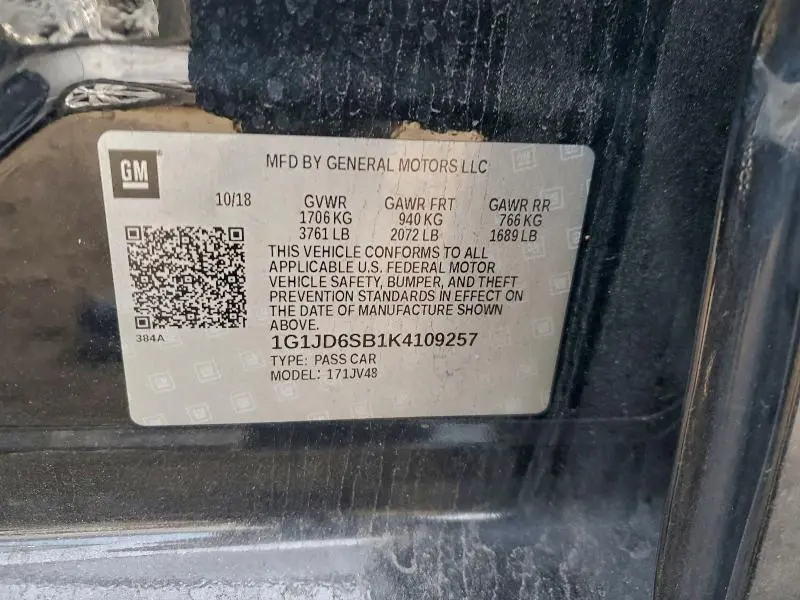 GM
MFD BY GENERAL MOTORS LLC
10/18 GVWR GAWR FRT GAWR RR
1706 KG 940 KG 766 KG
3761 LB 2072 LB 1689 LB
THIS VEHICLE CONFORMS TO ALL
APPLICABLE U.S. FEDERAL MOTOR
VEHICLE SAFETY, BUMPER, AND THEFT
PREVENTION STANDARDS IN EFFECT ON
THE DATE OF MANUFACTURE SHOWN
ABOVE.
384A
1G1JD6SB1K4109257
TYPE: PASS CAR
MODEL: 171JV48